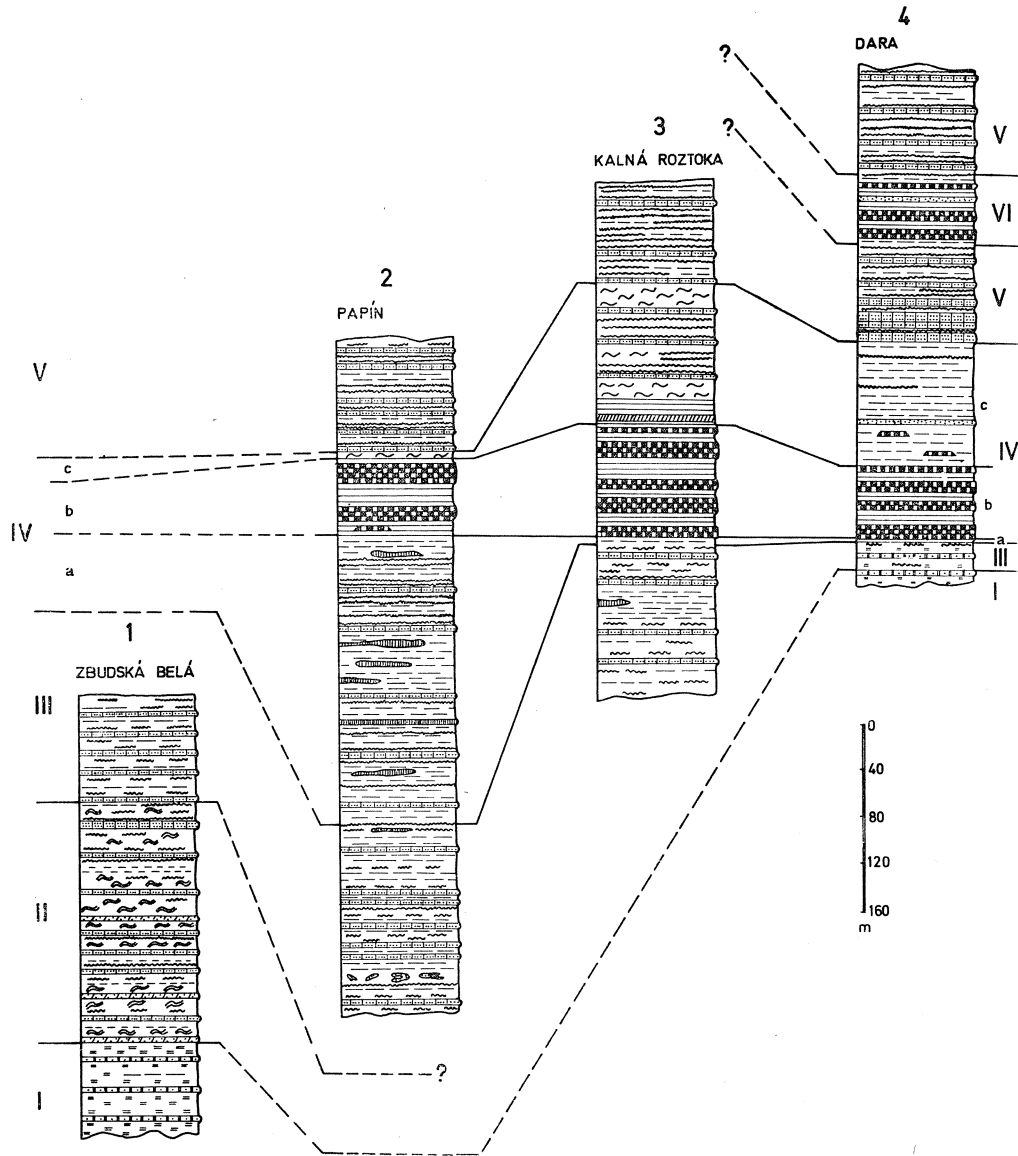 4
DARA
?
?
3
KALNÁ ROZTOKA
V
VI
V
2
PAPÍN
V
c
c
IV
b
b
IV
a
III
a
I
1
ZBUDSKÁ BELÁ
III
0
40
80
120
160
m
II
?
I